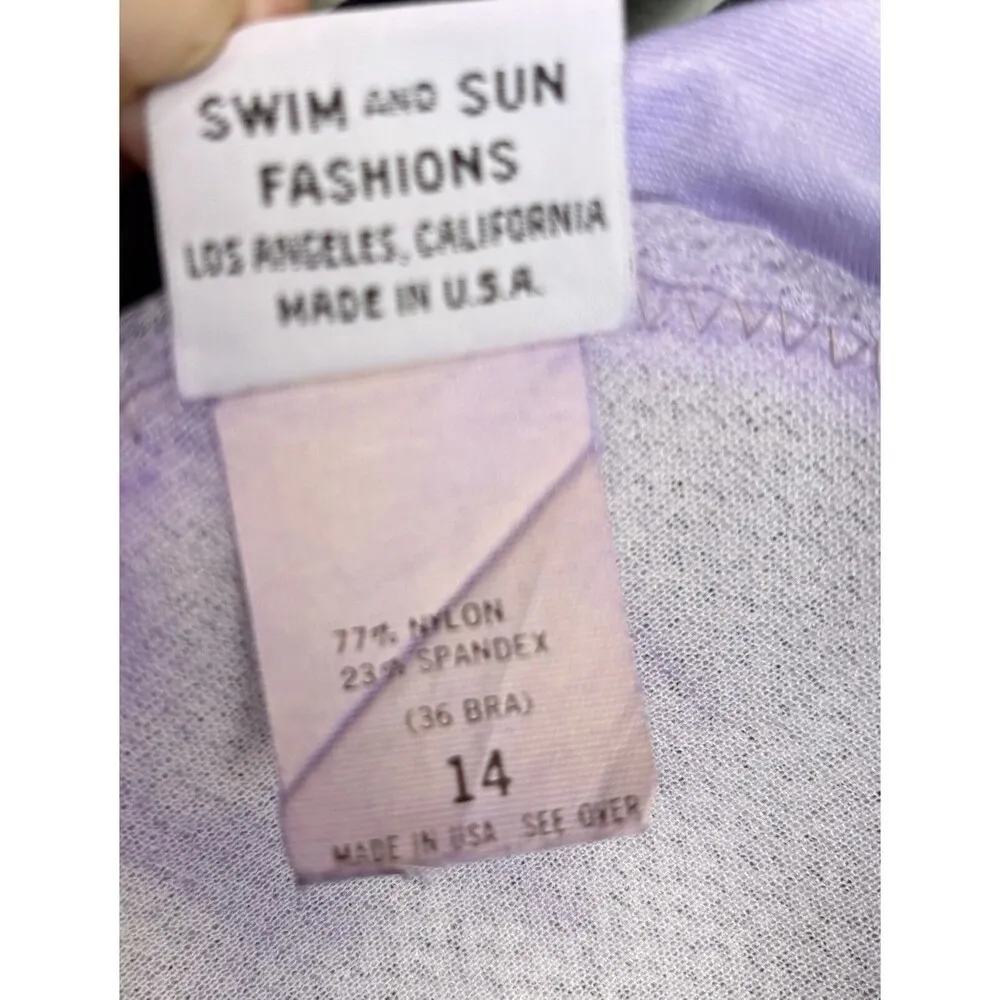 SWIM AND SUN
FASHIONS
LOS ANGELES, CALIFORNIA
MADE IN U.S.A.
77% NYLON
23% SPANDEX
(36 BRA)
14
MADE IN USA SEE OVER